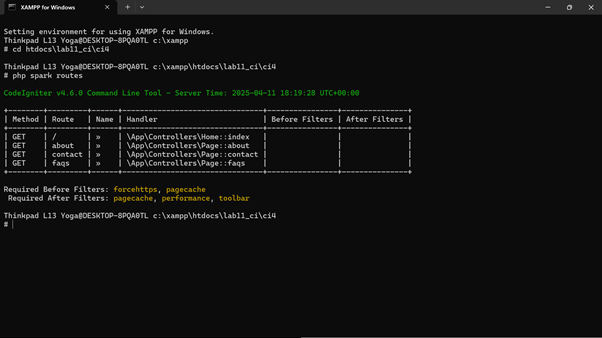 XAMPP for Windows
Setting environment for using XAMPP for Windows.
Thinkpad L13 Yoga@DESKTOP-8PQA0TL c:\xampp
# cd htdocs\lab11_ci\ci4
Thinkpad L13 Yoga@DESKTOP-8PQA0TL c:\xampp\htdocs\lab11_ci\ci4
# php spark routes
CodeIgniter v4.6.0 Command Line Tool - Server Time: 2025-04-11 18:19:28 UTC+00:00
+--------+---------+------+------------------------------+----------------+---------------+
| Method | Route   | Name | Handler                      | Before Filters | After Filters |
+--------+---------+------+------------------------------+----------------+---------------+
| GET    | /       | »    | \App\Controllers\Home::index |                |               |
| GET    | about   | »    | \App\Controllers\Page::about |                |               |
| GET    | contact | »    | \App\Controllers\Page::contact |                |               |
| GET    | faqs    | »    | \App\Controllers\Page::faqs  |                |               |
+--------+---------+------+------------------------------+----------------+---------------+
Required Before Filters: forcehttps, pagecache
Required After Filters: pagecache, performance, toolbar
Thinkpad L13 Yoga@DESKTOP-8PQA0TL c:\xampp\htdocs\lab11_ci\ci4
#